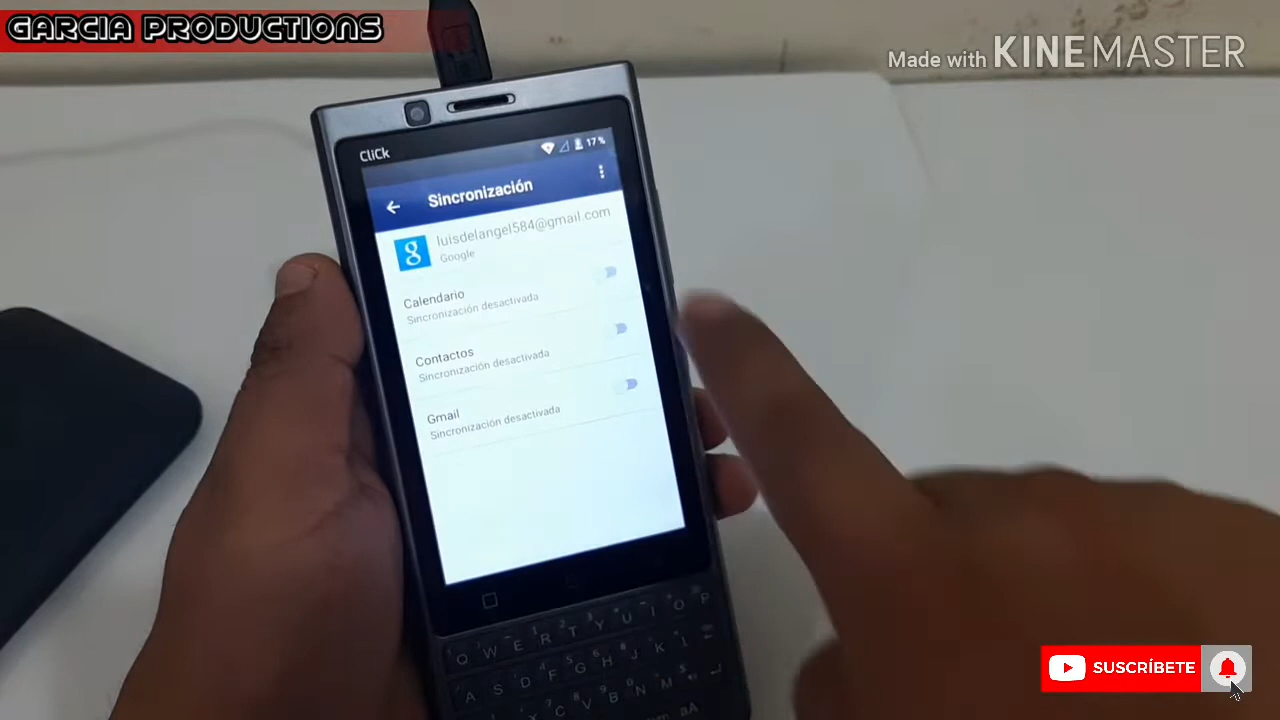 GARCIA PRODUCTIONS
Made with KINEMASTER
CliCk
17%
Sincronización
luisdelangel584@gmail.com
Google
Calendario
Sincronización desactivada
Contactos
Sincronización desactivada
Gmail
Sincronización desactivada
Q W E R T Y U I O P
A S D F G H J K L
V B N M
aA
SUSCRÍBETE